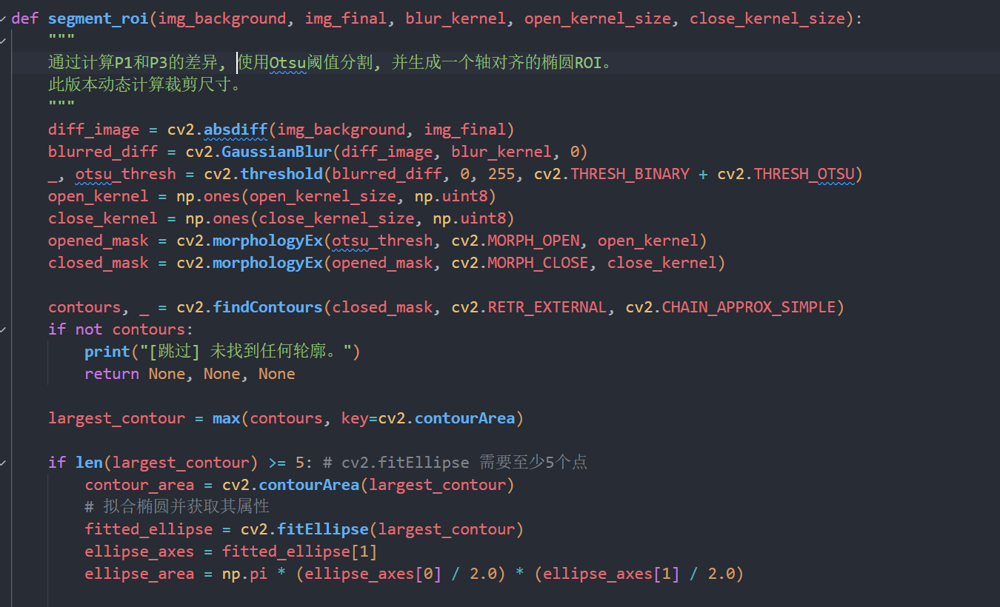 def segment_roi(img_background, img_final, blur_kernel, open_kernel_size, close_kernel_size):
    """
    通过计算P1和P3的差异, 使用Otsu阈值分割, 并生成一个轴对齐的椭圆ROI。
    此版本动态计算裁剪尺寸。
    """
    diff_image = cv2.absdiff(img_background, img_final)
    blurred_diff = cv2.GaussianBlur(diff_image, blur_kernel, 0)
    _, otsu_thresh = cv2.threshold(blurred_diff, 0, 255, cv2.THRESH_BINARY + cv2.THRESH_OTSU)
    open_kernel = np.ones(open_kernel_size, np.uint8)
    close_kernel = np.ones(close_kernel_size, np.uint8)
    opened_mask = cv2.morphologyEx(otsu_thresh, cv2.MORPH_OPEN, open_kernel)
    closed_mask = cv2.morphologyEx(opened_mask, cv2.MORPH_CLOSE, close_kernel)

    contours, _ = cv2.findContours(closed_mask, cv2.RETR_EXTERNAL, cv2.CHAIN_APPROX_SIMPLE)
    if not contours:
        print("[跳过] 未找到任何轮廓。")
        return None, None, None

    largest_contour = max(contours, key=cv2.contourArea)

    if len(largest_contour) >= 5: # cv2.fitEllipse 需要至少5个点
        contour_area = cv2.contourArea(largest_contour)
        # 拟合椭圆并获取其属性
        fitted_ellipse = cv2.fitEllipse(largest_contour)
        ellipse_axes = fitted_ellipse[1]
        ellipse_area = np.pi * (ellipse_axes[0] / 2.0) * (ellipse_axes[1] / 2.0)